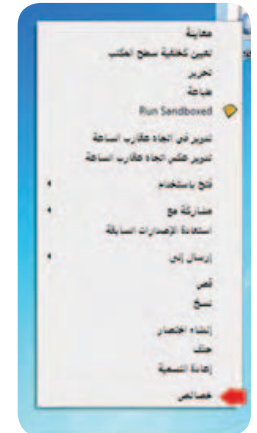 معاينة
تعيين كخلفية سطح المكتب
تحرير
طباعة
Run Sandboxed
تدوير في اتجاه عقارب الساعة
تدوير عكس اتجاه عقارب الساعة
فتح باستخدام
مشاركة مع
استعادة الإصدارات السابقة
إرسال إلى
قص
نسخ
إنشاء اختصار
حذف
إعادة التسمية
خصائص